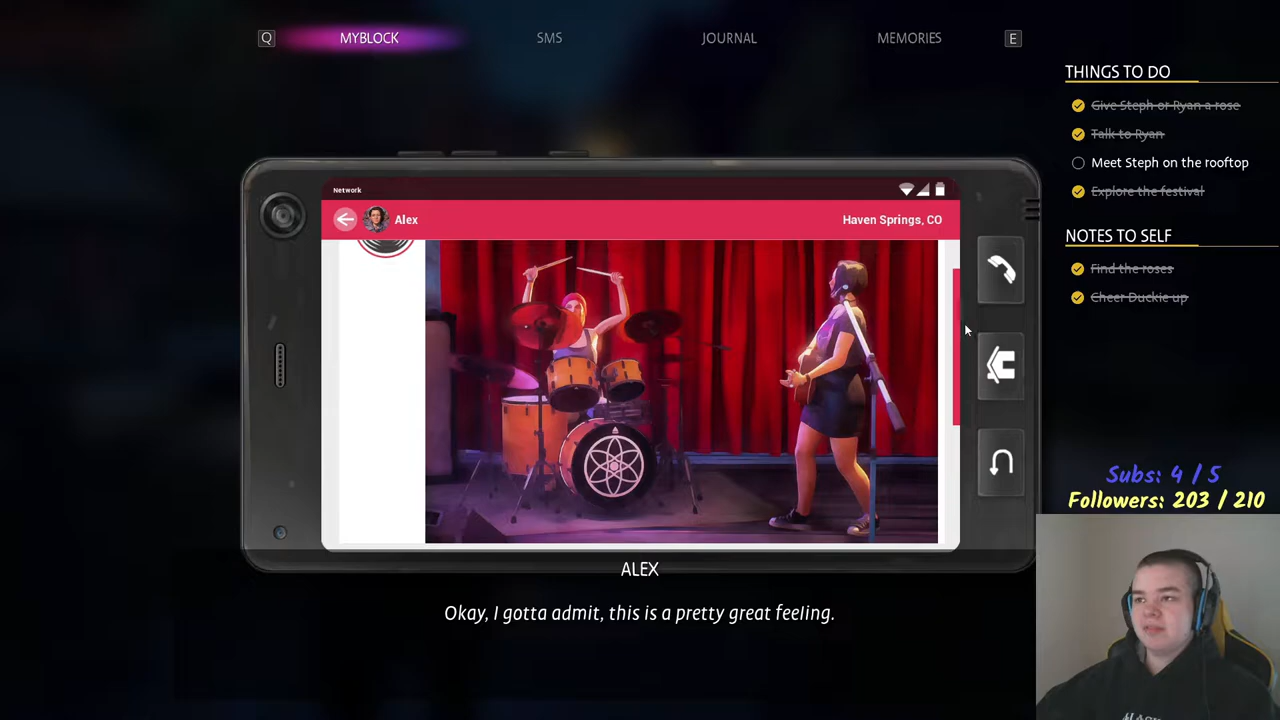 Q MYBLOCK SMS JOURNAL MEMORIES E
THINGS TO DO
Give Steph or Ryan a rose
Talk to Ryan
Meet Steph on the rooftop
Explore the festival
NOTES TO SELF
Find the roses
Cheer Duckie up
Network
Alex
Haven Springs, CO
Subs: 4 / 5
Followers: 203 / 210
ALEX
Okay, I gotta admit, this is a pretty great feeling.